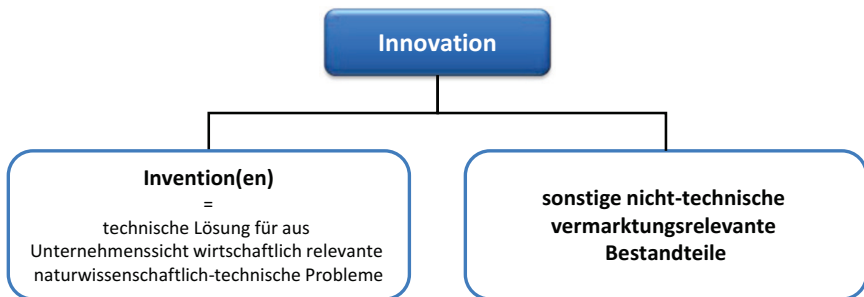 Innovation
Invention(en)
=
technische Lösung für aus
Unternehmenssicht wirtschaftlich relevante
naturwissenschaftlich-technische Probleme
sonstige nicht-technische
vermarktungsrelevante
Bestandteile